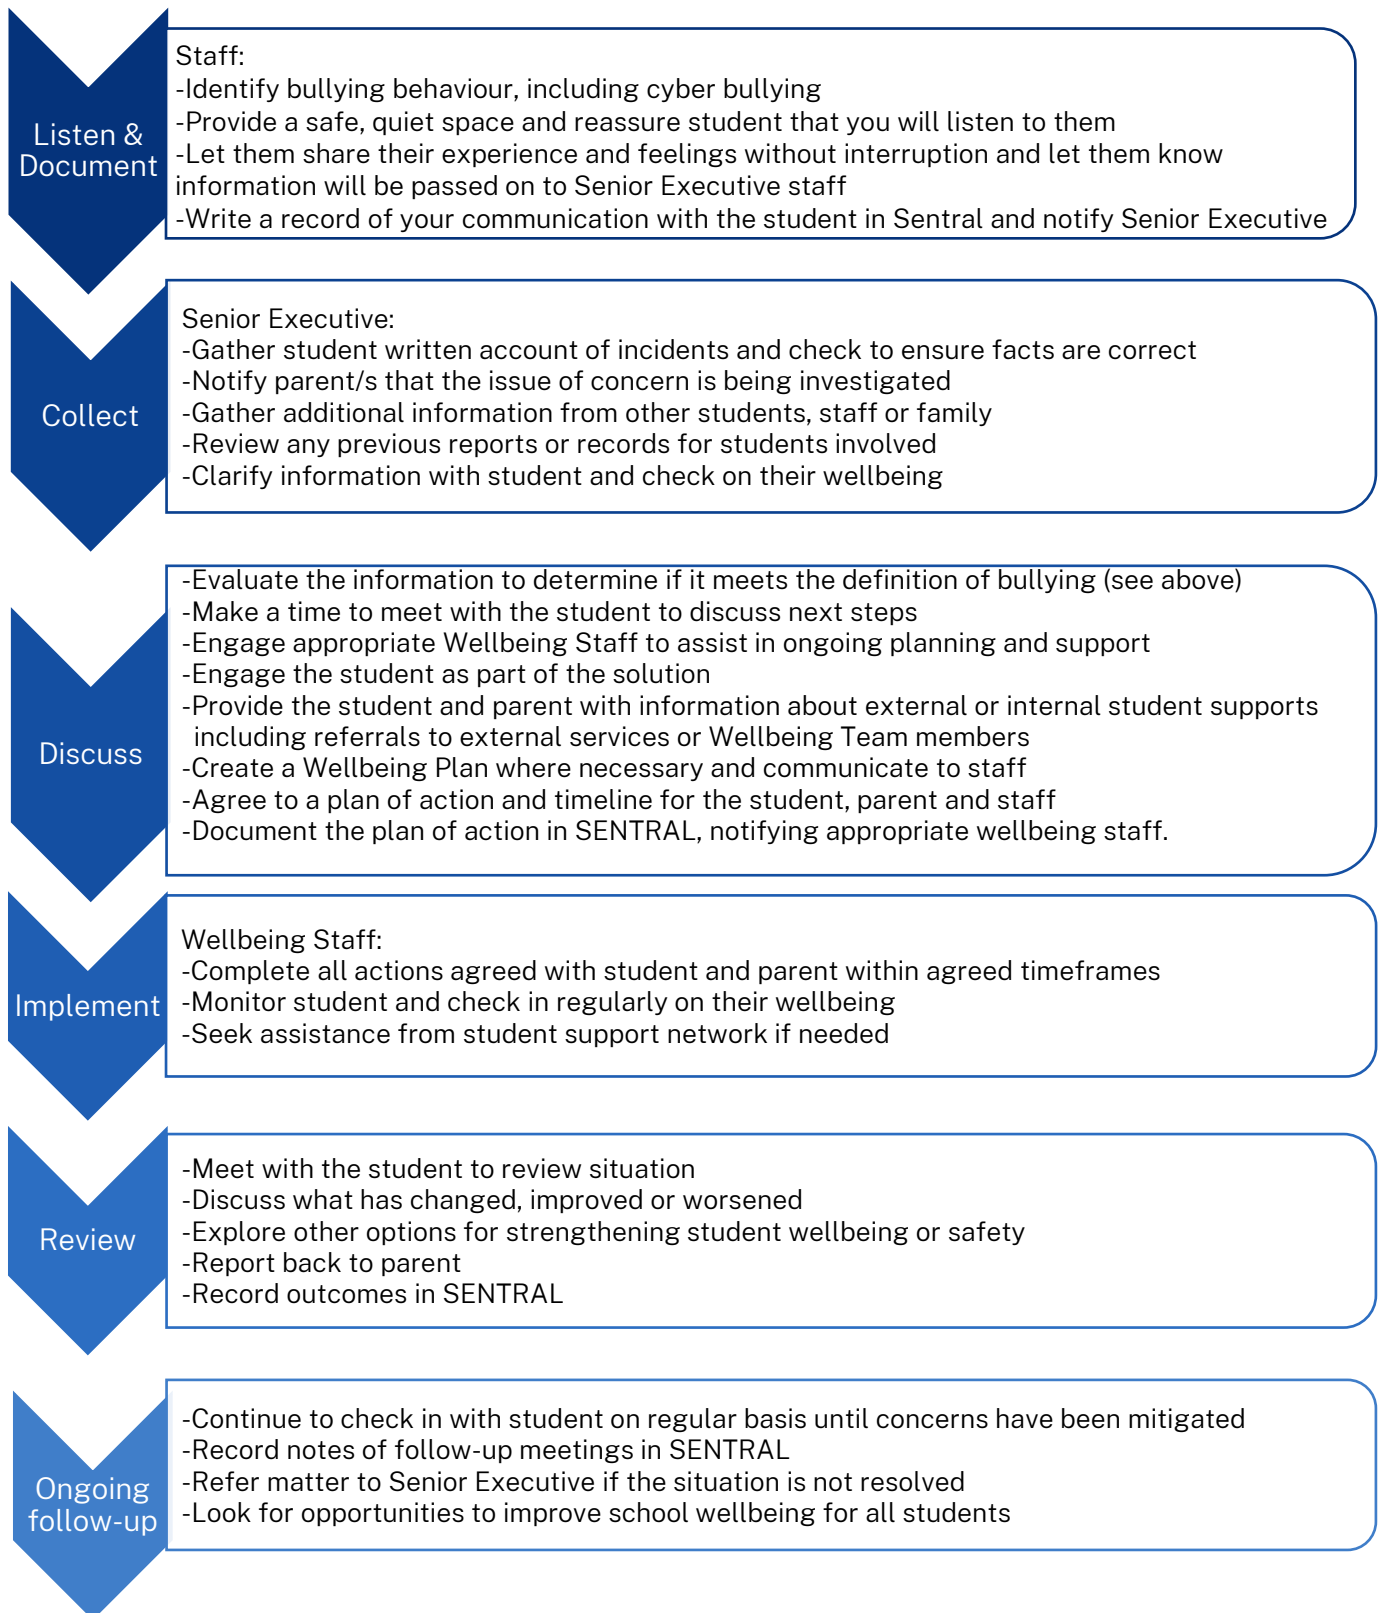 Listen &
Document
Staff:
-Identify bullying behaviour, including cyber bullying
-Provide a safe, quiet space and reassure student that you will listen to them
-Let them share their experience and feelings without interruption and let them know
information will be passed on to Senior Executive staff
-Write a record of your communication with the student in Sentral and notify Senior Executive
Collect
Senior Executive:
-Gather student written account of incidents and check to ensure facts are correct
-Notify parent/s that the issue of concern is being investigated
-Gather additional information from other students, staff or family
-Review any previous reports or records for students involved
-Clarify information with student and check on their wellbeing
Discuss
-Evaluate the information to determine if it meets the definition of bullying (see above)
-Make a time to meet with the student to discuss next steps
-Engage appropriate Wellbeing Staff to assist in ongoing planning and support
-Engage the student as part of the solution
-Provide the student and parent with information about external or internal student supports
including referrals to external services or Wellbeing Team members
-Create a Wellbeing Plan where necessary and communicate to staff
-Agree to a plan of action and timeline for the student, parent and staff
-Document the plan of action in SENTRAL, notifying appropriate wellbeing staff.
Implement
Wellbeing Staff:
-Complete all actions agreed with student and parent within agreed timeframes
-Monitor student and check in regularly on their wellbeing
-Seek assistance from student support network if needed
Review
-Meet with the student to review situation
-Discuss what has changed, improved or worsened
-Explore other options for strengthening student wellbeing or safety
-Report back to parent
-Record outcomes in SENTRAL
Ongoing
follow-up
-Continue to check in with student on regular basis until concerns have been mitigated
-Record notes of follow-up meetings in SENTRAL
-Refer matter to Senior Executive if the situation is not resolved
-Look for opportunities to improve school wellbeing for all students